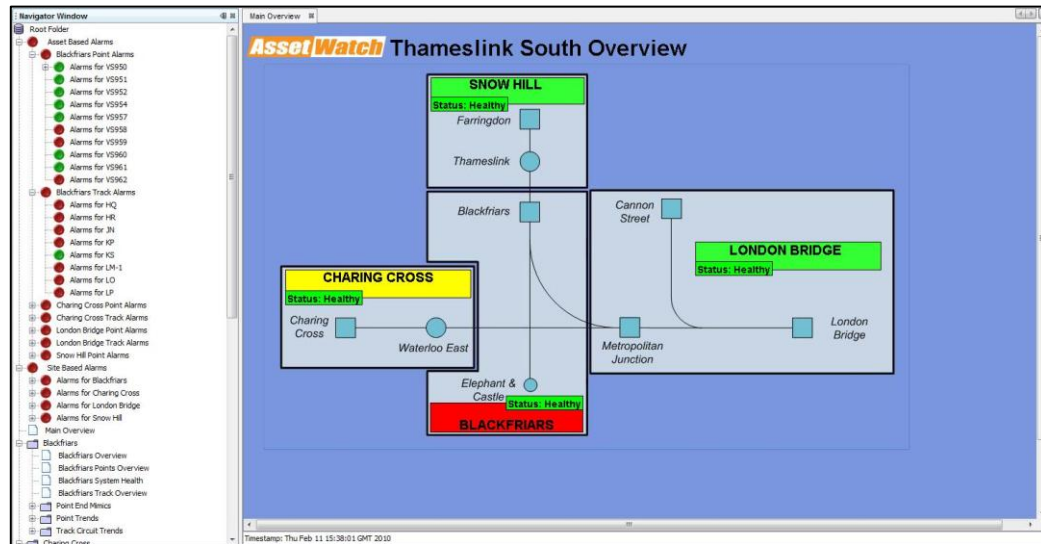 Navigator Window
Root Folder
Asset Based Alarms
Blackfriars Point Alarms
Alarms for VS950
Alarms for VS951
Alarms for VS952
Alarms for VS954
Alarms for VS957
Alarms for VS958
Alarms for VS959
Alarms for VS960
Alarms for VS961
Alarms for VS962
Blackfriars Track Alarms
Alarms for HQ
Alarms for HR
Alarms for JN
Alarms for KP
Alarms for KS
Alarms for LM-1
Alarms for LO
Alarms for LP
Charing Cross Point Alarms
Charing Cross Track Alarms
London Bridge Point Alarms
London Bridge Track Alarms
Snow Hill Point Alarms
Site Based Alarms
Alarms for Blackfriars
Alarms for Charing Cross
Alarms for London Bridge
Alarms for Snow Hill
Main Overview
Blackfriars
Blackfriars Overview
Blackfriars Points Overview
Blackfriars System Health
Blackfriars Track Overview
Point End Mimics
Point Trends
Track Circuit Trends
Charing Cross
Main Overview
Asset Watch Thameslink South Overview
SNOW HILL
Status: Healthy
Farringdon
Thameslink
Blackfriars
Cannon
Street
LONDON BRIDGE
Status: Healthy
CHARING CROSS
Status: Healthy
Charing
Cross
Waterloo East
Metropolitan
Junction
London
Bridge
Elephant &
Castle
Status: Healthy
BLACKFRIARS
Timestamp: Thu Feb 11 15:38:01 GMT 2010